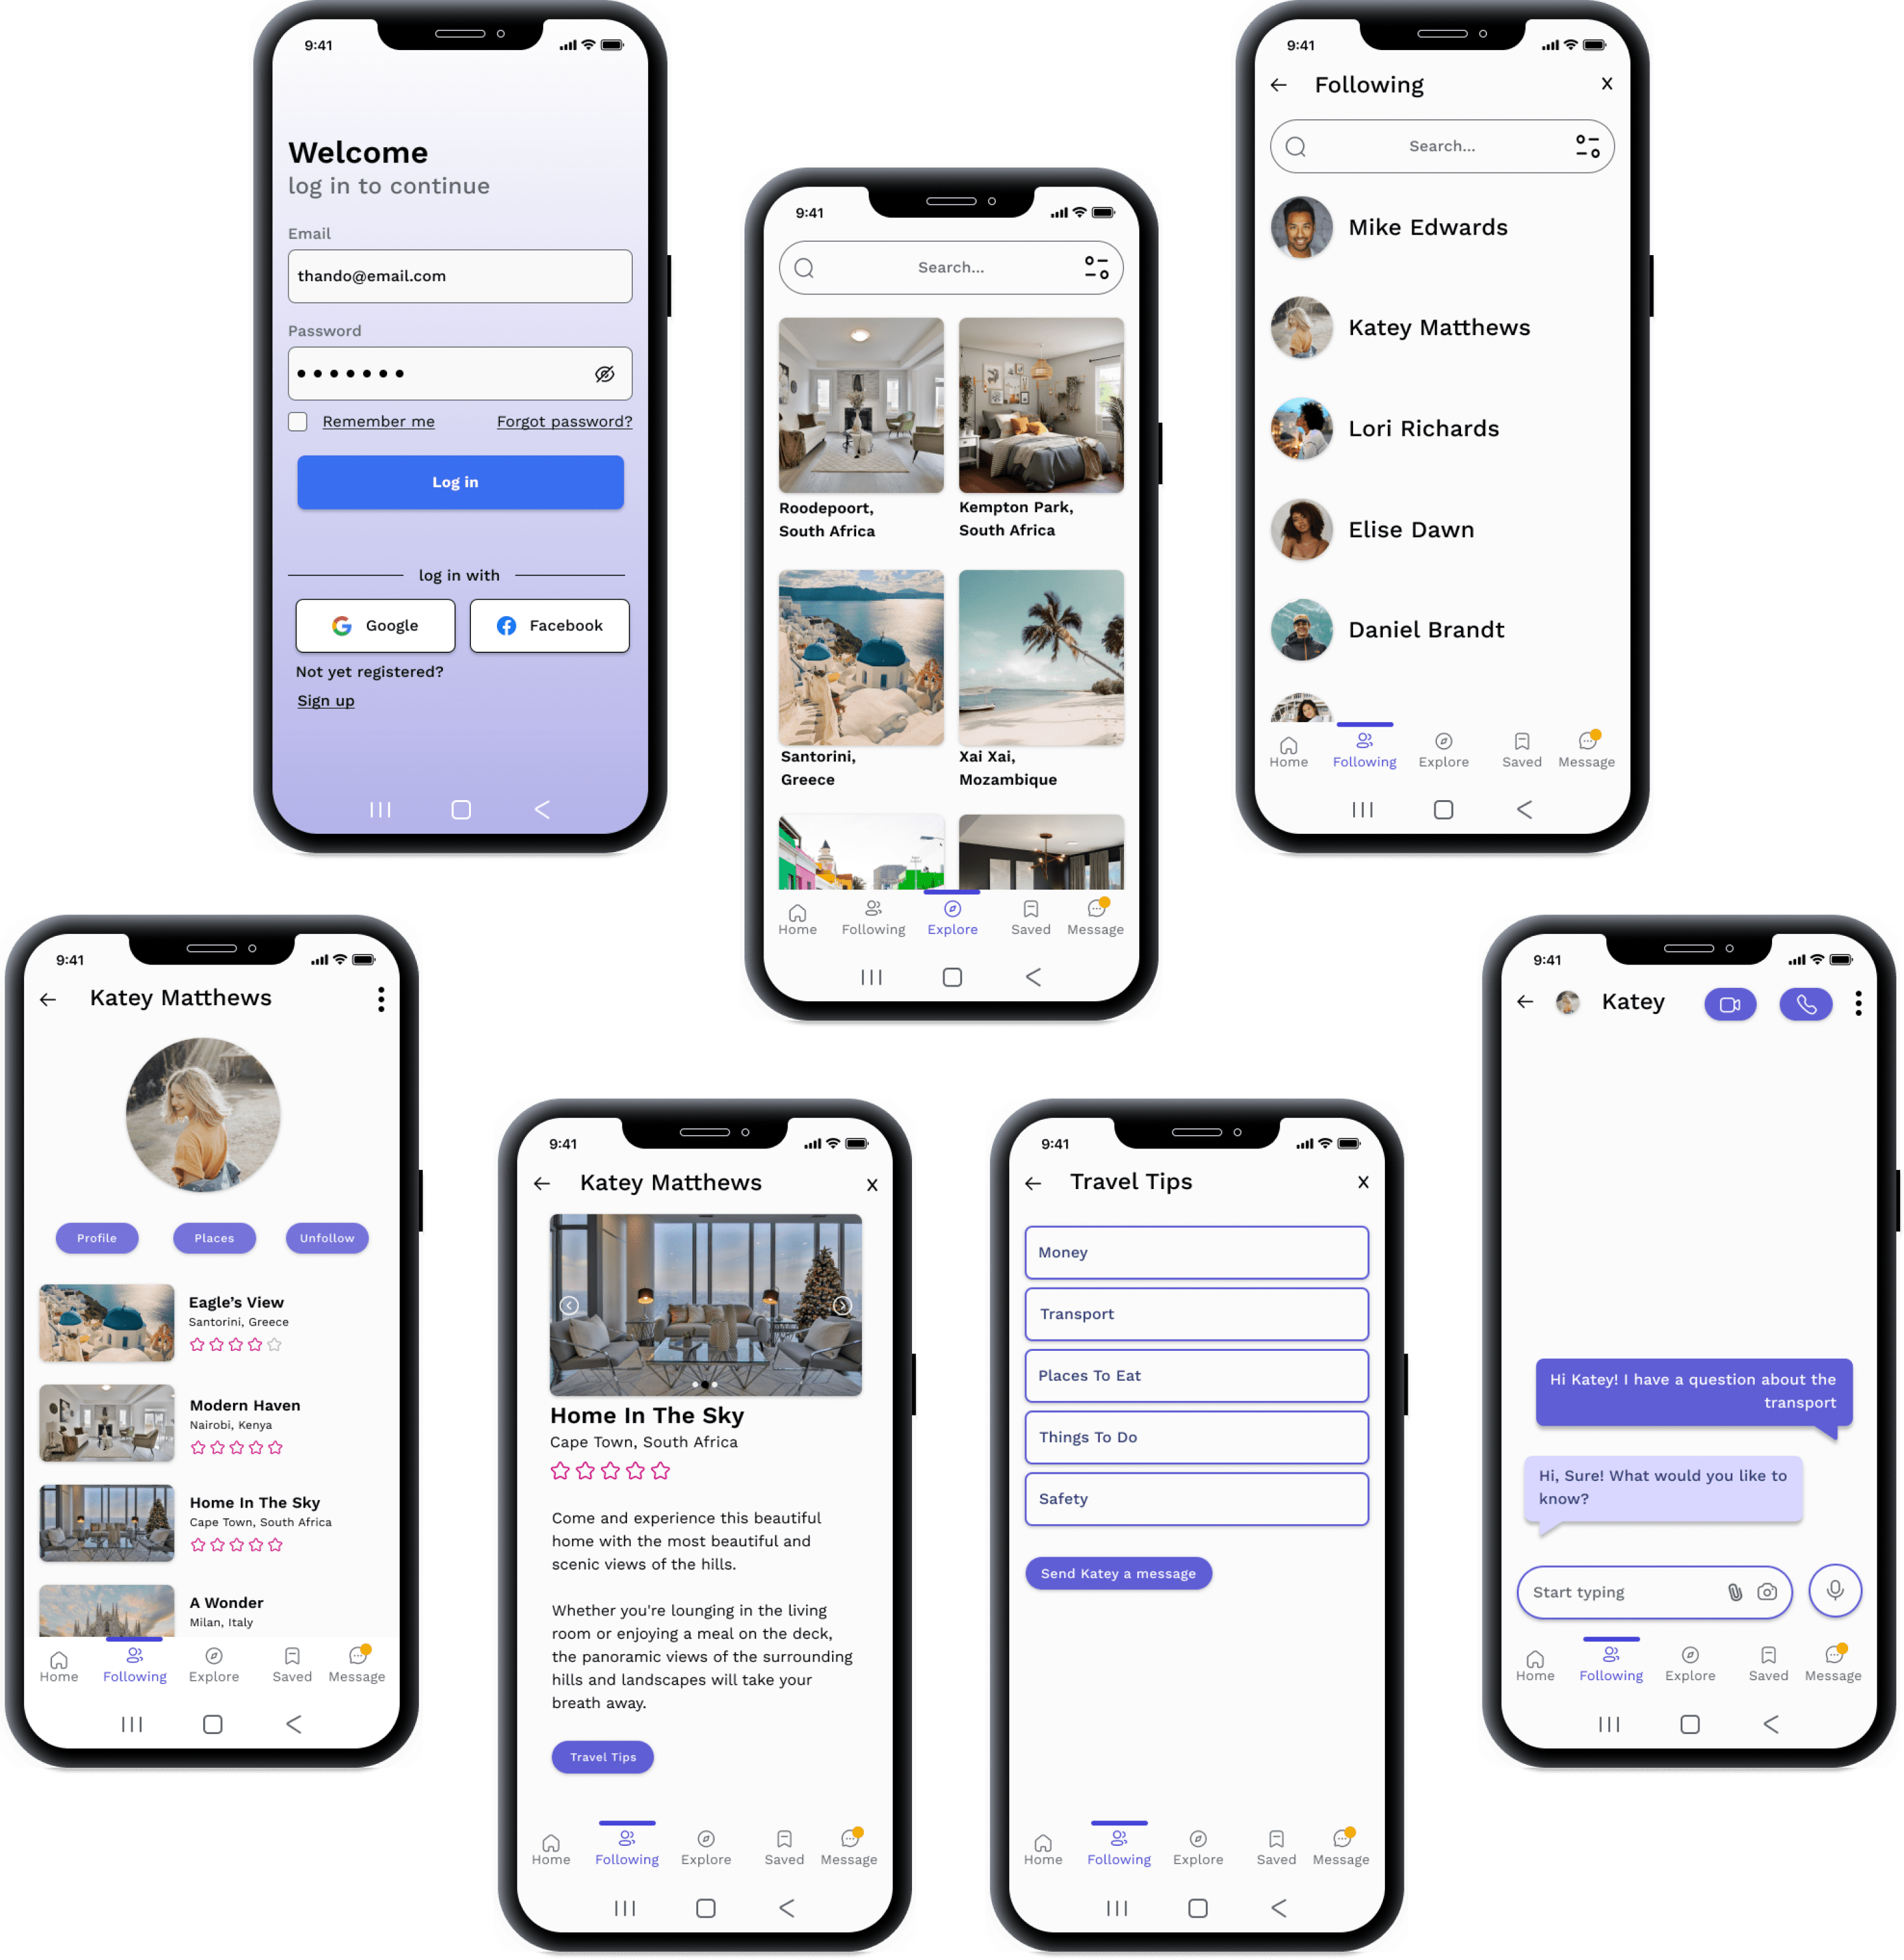 9:41
Welcome
log in to continue
Email
thando@email.com
Password
Remember me
Forgot password?
Log in
log in with
Google
Facebook
Not yet registered?
Sign up
9:41
Search...
Roodepoort,
South Africa
Kempton Park,
South Africa
Santorini,
Greece
Xai Xai,
Mozambique
Home
Following
Explore
Saved
Message
9:41
Following
X
Search...
Mike Edwards
Katey Matthews
Lori Richards
Elise Dawn
Daniel Brandt
Home
Following
Explore
Saved
Message
9:41
Katey Matthews
Profile
Places
Unfollow
Eagle's View
Santorini, Greece
Modern Haven
Nairobi, Kenya
Home In The Sky
Cape Town, South Africa
A Wonder
Milan, Italy
Home
Following
Explore
Saved
Message
9:41
Katey Matthews
X
Home In The Sky
Cape Town, South Africa
Come and experience this beautiful
home with the most beautiful and
scenic views of the hills.
Whether you're lounging in the living
room or enjoying a meal on the deck,
the panoramic views of the surrounding
hills and landscapes will take your
breath away.
Travel Tips
Home
Following
Explore
Saved
Message
9:41
Travel Tips
X
Money
Transport
Places To Eat
Things To Do
Safety
Send Katey a message
Home
Following
Explore
Saved
Message
9:41
Katey
Hi Katey! I have a question about the
transport
Hi, Sure! What would you like to
know?
Start typing
Home
Following
Explore
Saved
Message